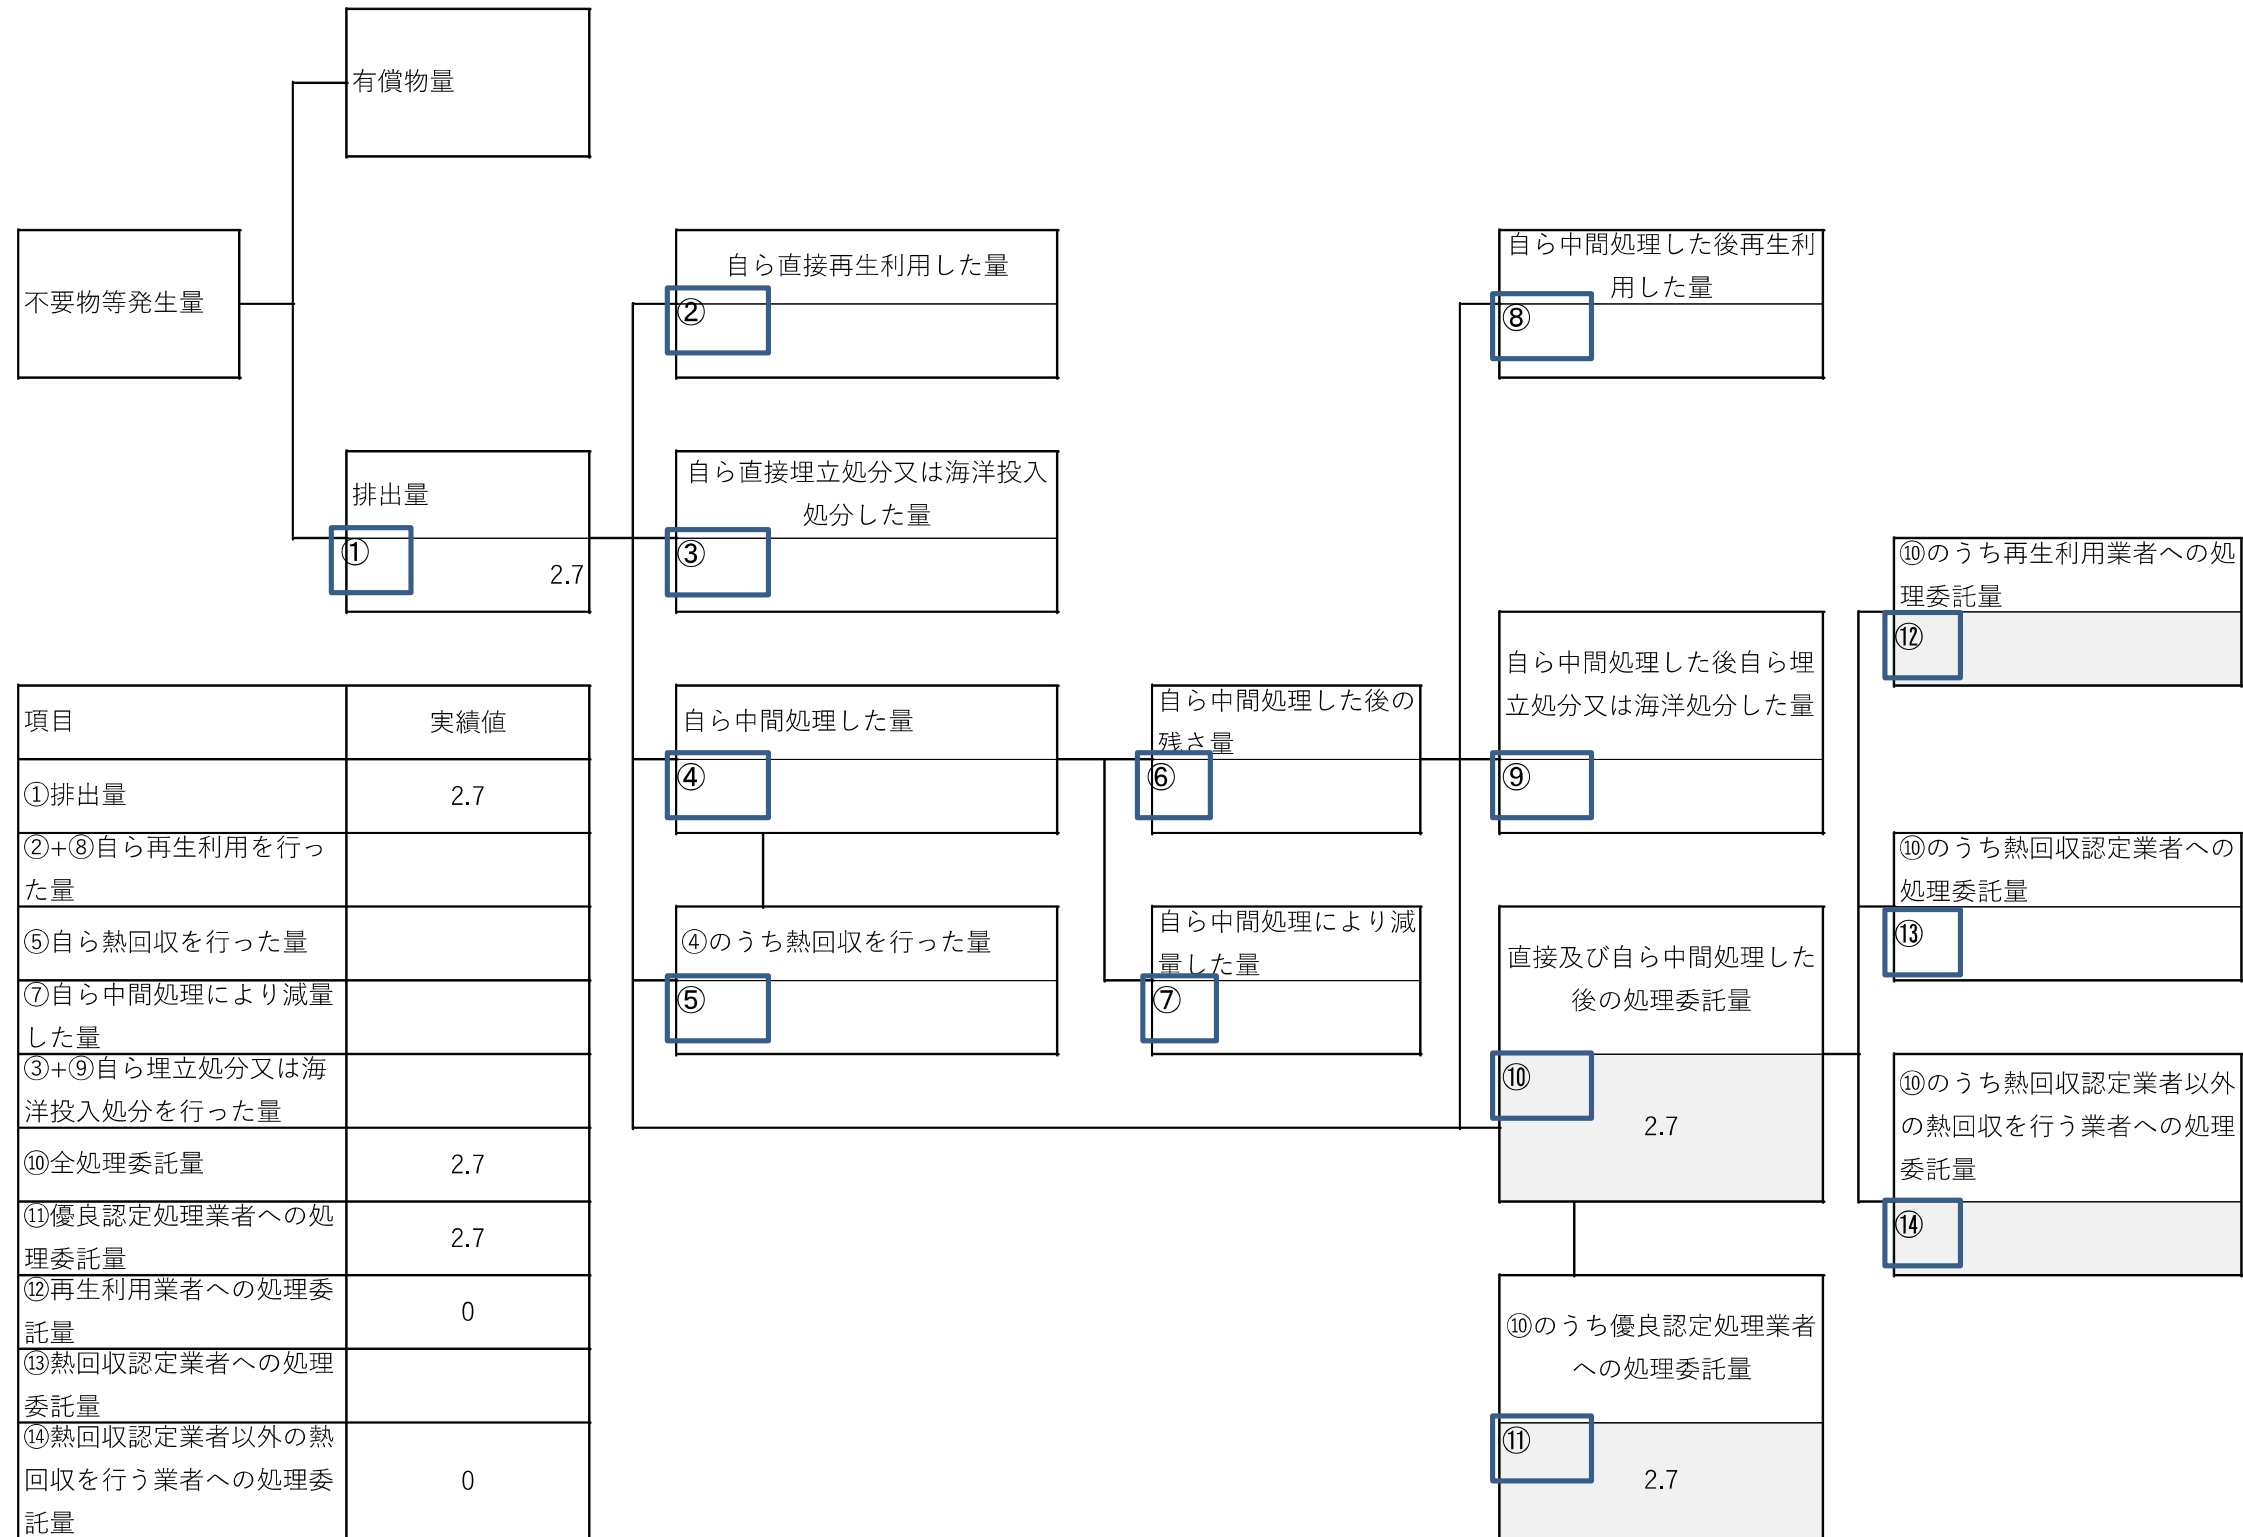 有償物量
不要物等発生量
自ら直接再生利用した量
②
自ら中間処理した後再生利
用した量
⑧
排出量
①
2.7
自ら直接埋立処分又は海洋投入
処分した量
③
⑩のうち再生利用業者への処
理委託量
⑫
自ら中間処理した量
④
自ら中間処理した後の
残さ量
⑥
自ら中間処理した後自ら埋
立処分又は海洋処分した量
⑨
⑩のうち熱回収認定業者への
処理委託量
⑬
④のうち熱回収を行った量
⑤
自ら中間処理により減
量した量
⑦
直接及び自ら中間処理した
後の処理委託量
⑩
2.7
⑩のうち熱回収認定業者以外
の熱回収を行う業者への処理
委託量
⑭
⑩のうち優良認定処理業者
への処理委託量
⑪
2.7
項目 実績値
①排出量 2.7
②+⑧自ら再生利用を行っ
た量
⑤自ら熱回収を行った量
⑦自ら中間処理により減量
した量
③+⑨自ら埋立処分又は海
洋投入処分を行った量
⑩全処理委託量 2.7
⑪優良認定処理業者への処
理委託量 2.7
⑫再生利用業者への処理委
託量 0
⑬熱回収認定業者への処理
委託量
⑭熱回収認定業者以外の熱
回収を行う業者への処理委
託量 0